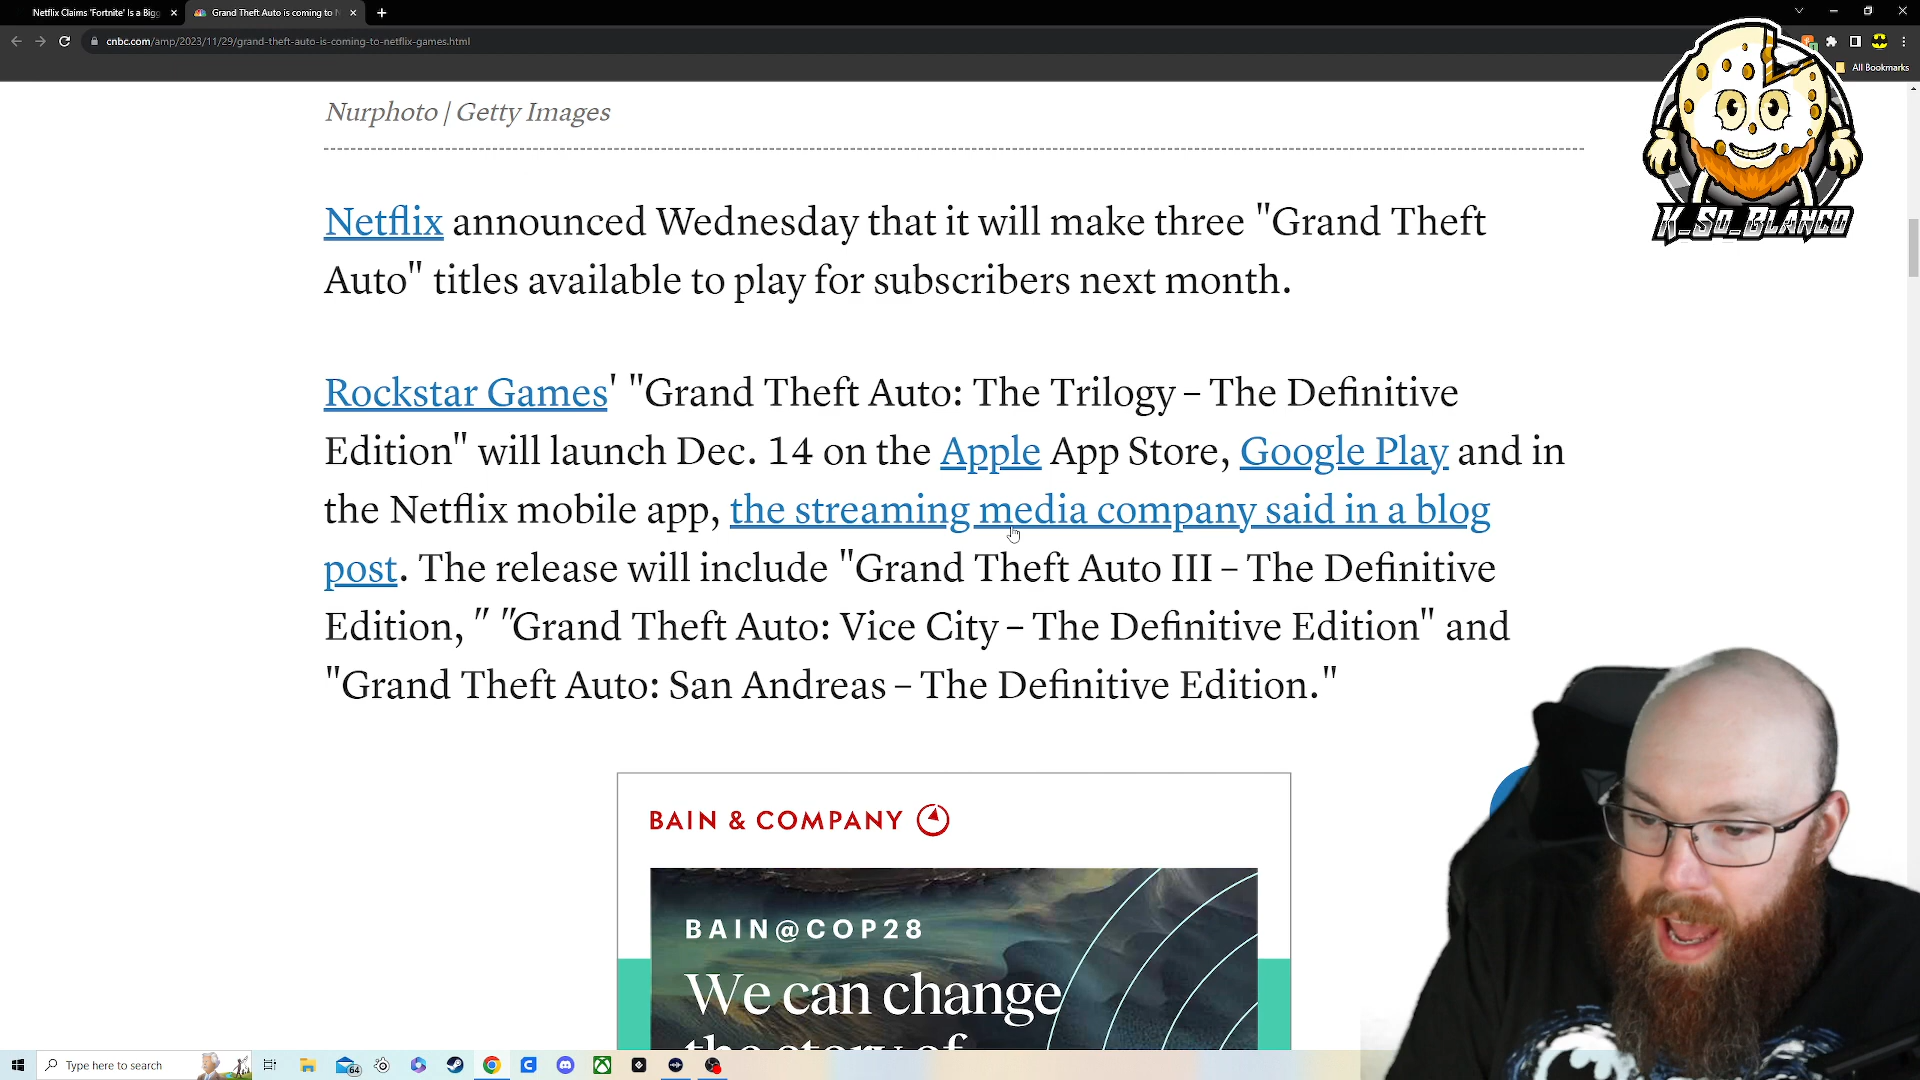 Netflix Claims 'Fortnite' Is a Big
Grand Theft Auto is coming to N
cnbc.com/amp/2023/11/29/grand-theft-auto-is-coming-to-netflix-games.html
All Bookmarks
K_So_Blanco
Nurphoto | Getty Images
Netflix announced Wednesday that it will make three "Grand Theft
Auto" titles available to play for subscribers next month.
Rockstar Games' "Grand Theft Auto: The Trilogy – The Definitive
Edition" will launch Dec. 14 on the Apple App Store, Google Play and in
the Netflix mobile app, the streaming media company said in a blog
post. The release will include "Grand Theft Auto III – The Definitive
Edition, " "Grand Theft Auto: Vice City – The Definitive Edition" and
"Grand Theft Auto: San Andreas – The Definitive Edition."
BAIN & COMPANY
BAIN@COP28
We can change
the story of
Type here to search
64